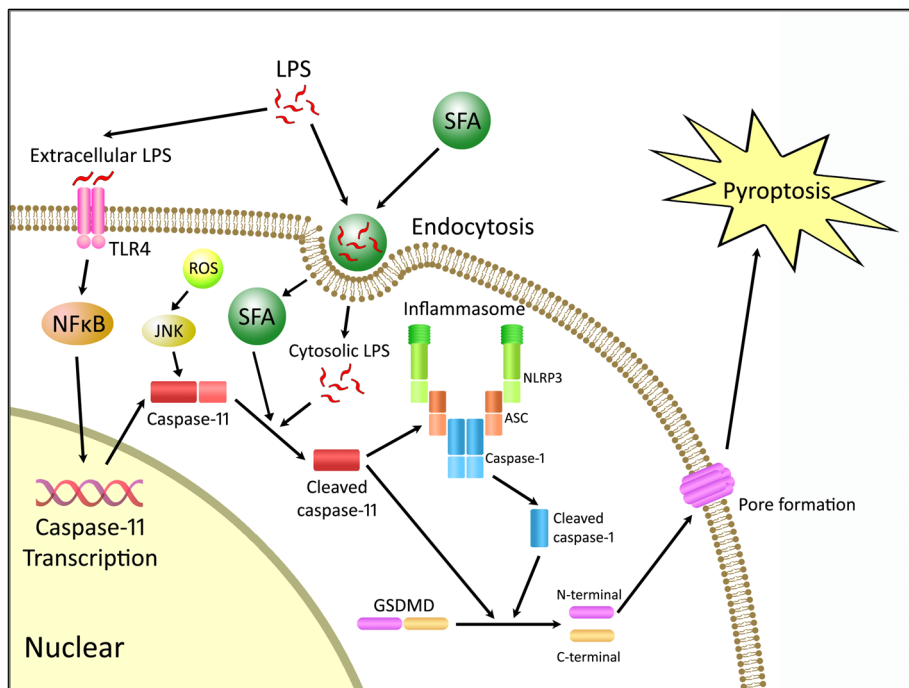 LPS
SFA
Extracellular LPS
Pyroptosis
TLR4
Endocytosis
ROS
NFκB
JNK
SFA
Inflammasome
Cytosolic LPS
NLRP3
Caspase-11
ASC
Caspase-1
Cleaved
caspase-11
Pore formation
Caspase-11
Transcription
Cleaved
caspase-1
GSDMD
N-terminal
C-terminal
Nuclear